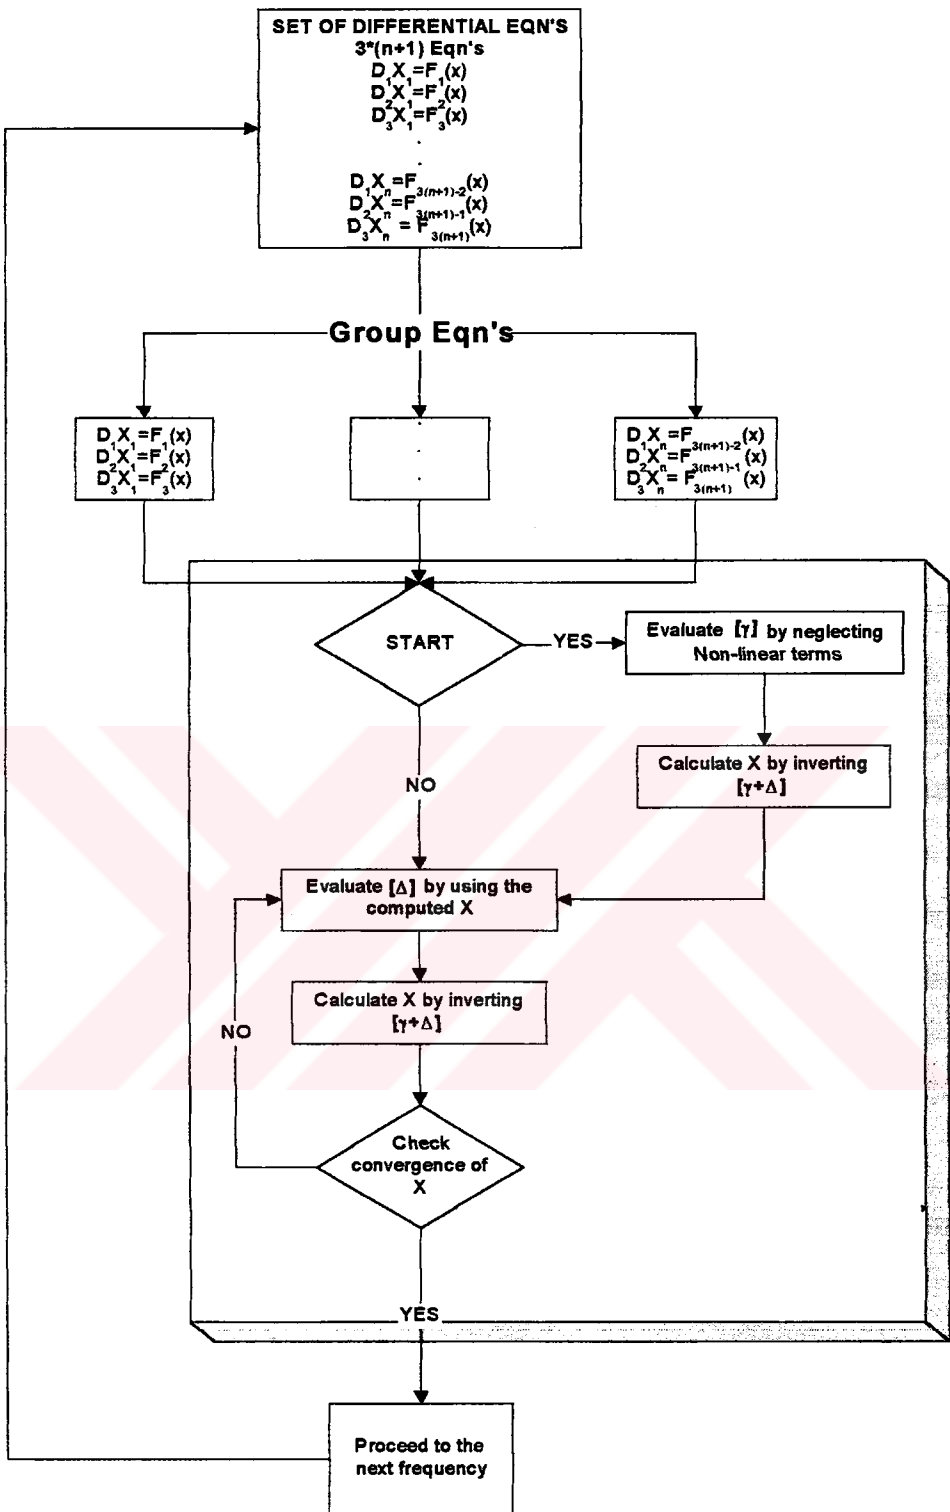 SET OF DIFFERENTIAL EQN'S
3*(n+1) Eqn's
D₁X₁=F₁(x)
D₂X₁=F₂(x)
D₃X₁=F₃(x)
.
.
D₁Xₙ=F₃₍ₙ₊₁₎₋₂(x)
D₂Xₙ=F₃₍ₙ₊₁₎₋₁(x)
D₃Xₙ = F₃₍ₙ₊₁₎(x)
Group Eqn's
D₁X₁=F₁(x)
D₂X₁=F₂(x)
D₃X₁=F₃(x)
.
.
.
D₁Xₙ=F₃₍ₙ₊₁₎₋₂(x)
D₂Xₙ=F₃₍ₙ₊₁₎₋₁(x)
D₃Xₙ= F₃₍ₙ₊₁₎ (x)
START
YES
Evaluate [γ] by neglecting
Non-linear terms
Calculate X by inverting
[γ+Δ]
NO
Evaluate [Δ] by using the
computed X
Calculate X by inverting
[γ+Δ]
NO
Check
convergence of
X
YES
Proceed to the
next frequency